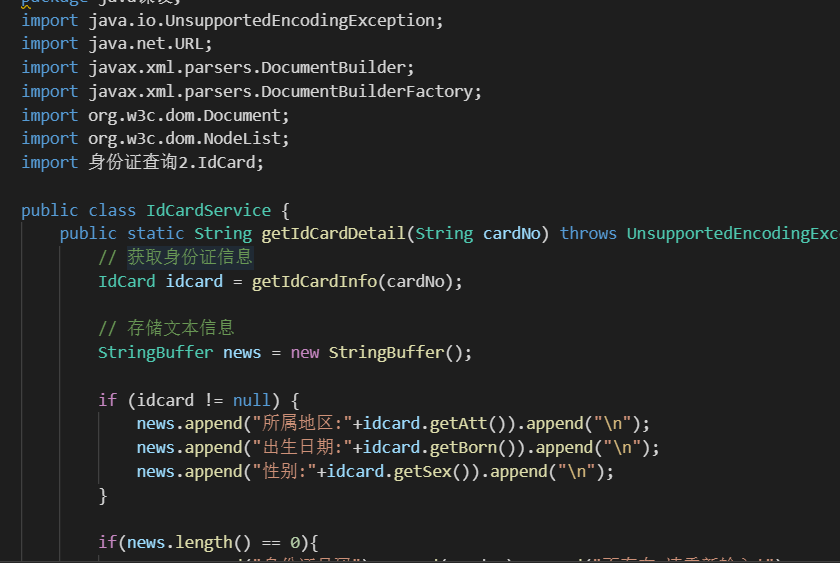 package java课设;
import java.io.UnsupportedEncodingException;
import java.net.URL;
import javax.xml.parsers.DocumentBuilder;
import javax.xml.parsers.DocumentBuilderFactory;
import org.w3c.dom.Document;
import org.w3c.dom.NodeList;
import 身份证查询2.IdCard;
public class IdCardService {
public static String getIdCardDetail(String cardNo) throws UnsupportedEncodingExc
// 获取身份证信息
IdCard idcard = getIdCardInfo(cardNo);
// 存储文本信息
StringBuffer news = new StringBuffer();
if (idcard != null) {
news.append("所属地区:"+idcard.getAtt()).append("\n");
news.append("出生日期:"+idcard.getBorn()).append("\n");
news.append("性别:"+idcard.getSex()).append("\n");
}
if(news.length() == 0){